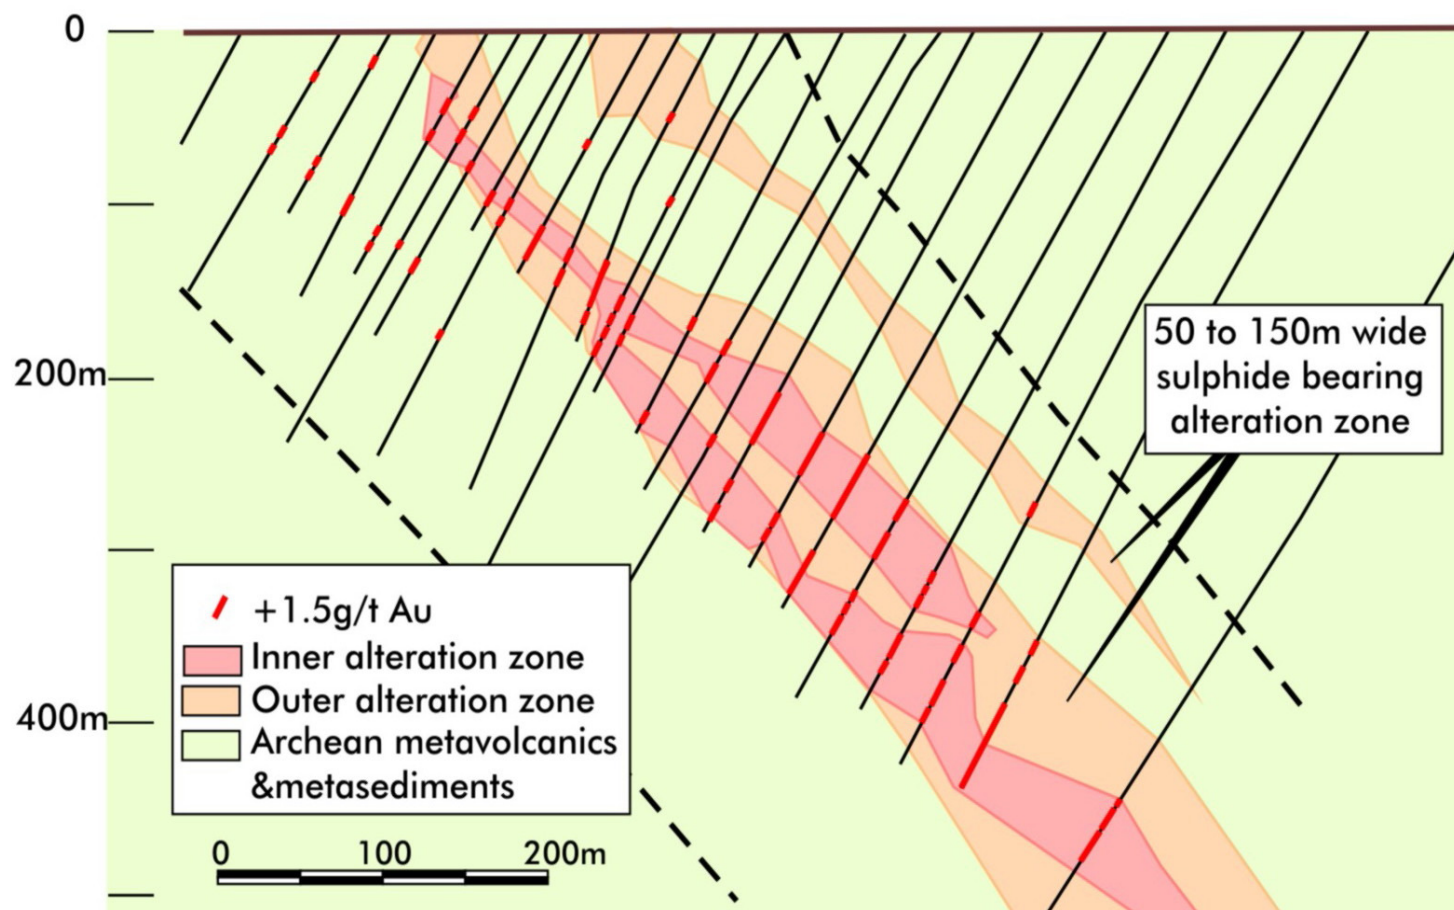 0
50 to 150m wide
sulphide bearing
alteration zone
200m
+1.5g/t Au
Inner alteration zone
Outer alteration zone
400m
Archean metavolcanics
&metasediments
0 100 200m